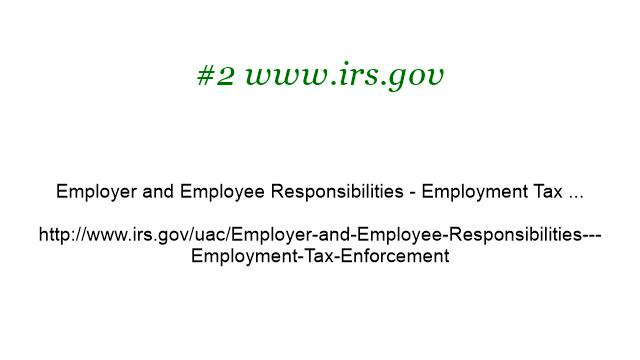 #2 www.irs.gov
Employer and Employee Responsibilities - Employment Tax ...
http://www.irs.gov/uac/Employer-and-Employee-Responsibilities---
Employment-Tax-Enforcement